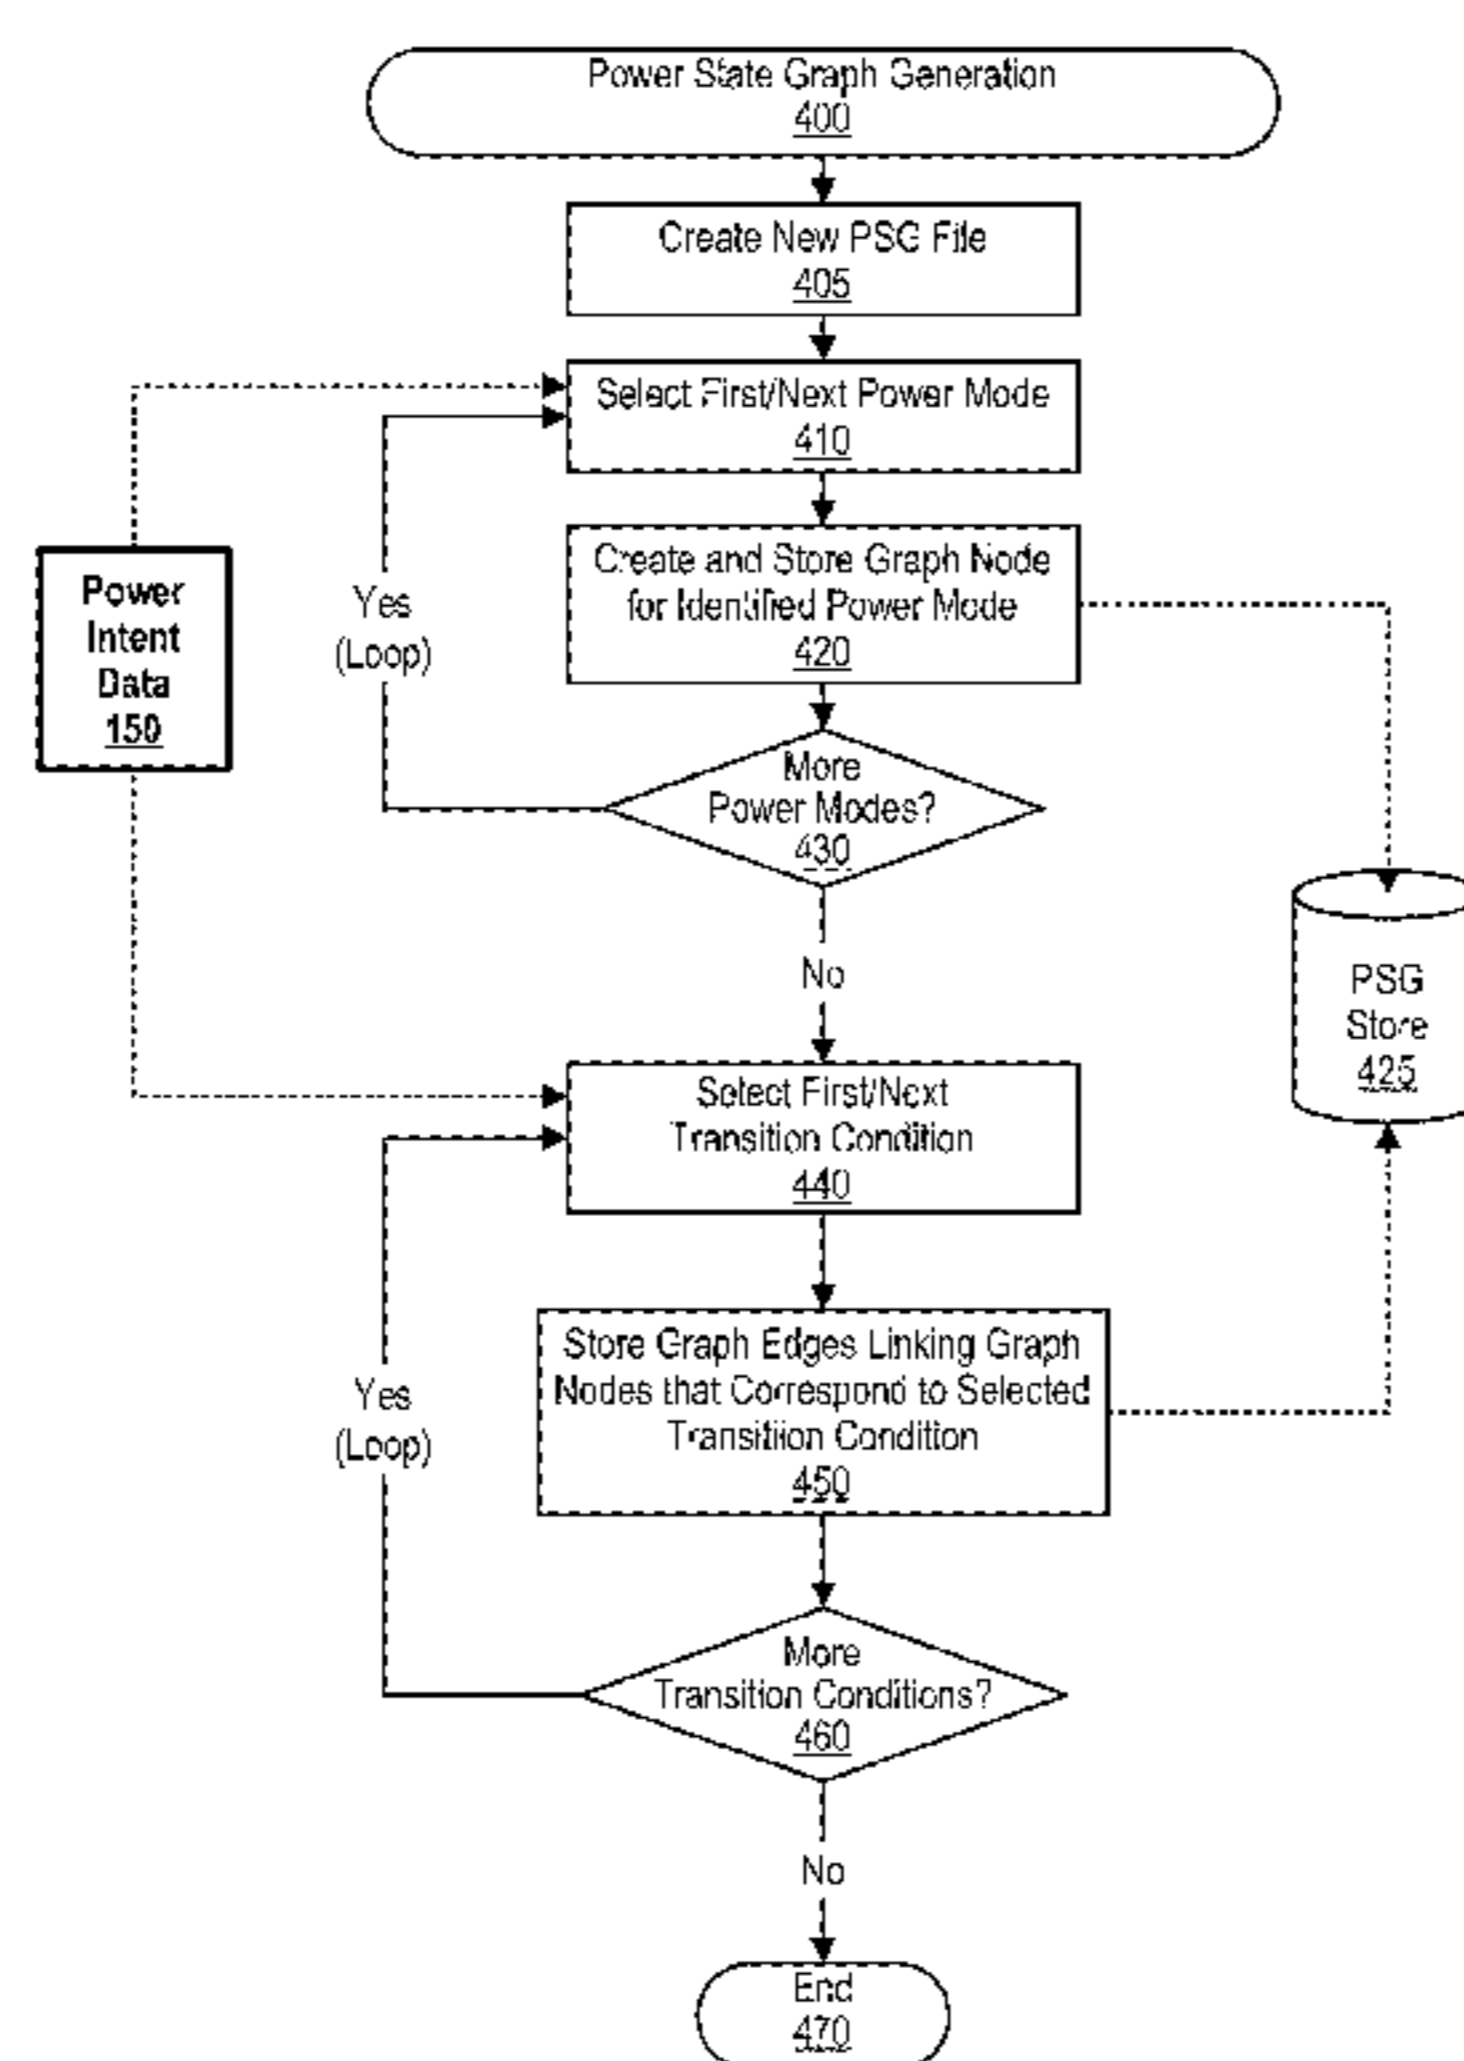 Power State Graph Generation
400
Create New PSG File
405
Select First/Next Power Mode
410
Create and Store Graph Node
for Identified Power Mode
420
Power
Intent
Data
150
Yes
(Loop)
More
Power Modes?
430
No
PSG
Store
425
Select First/Next
Transition Condition
440
Store Graph Edges Linking Graph
Nodes that Correspond to Selected
Transition Condition
450
Yes
(Loop)
More
Transition Conditions?
460
No
End
470